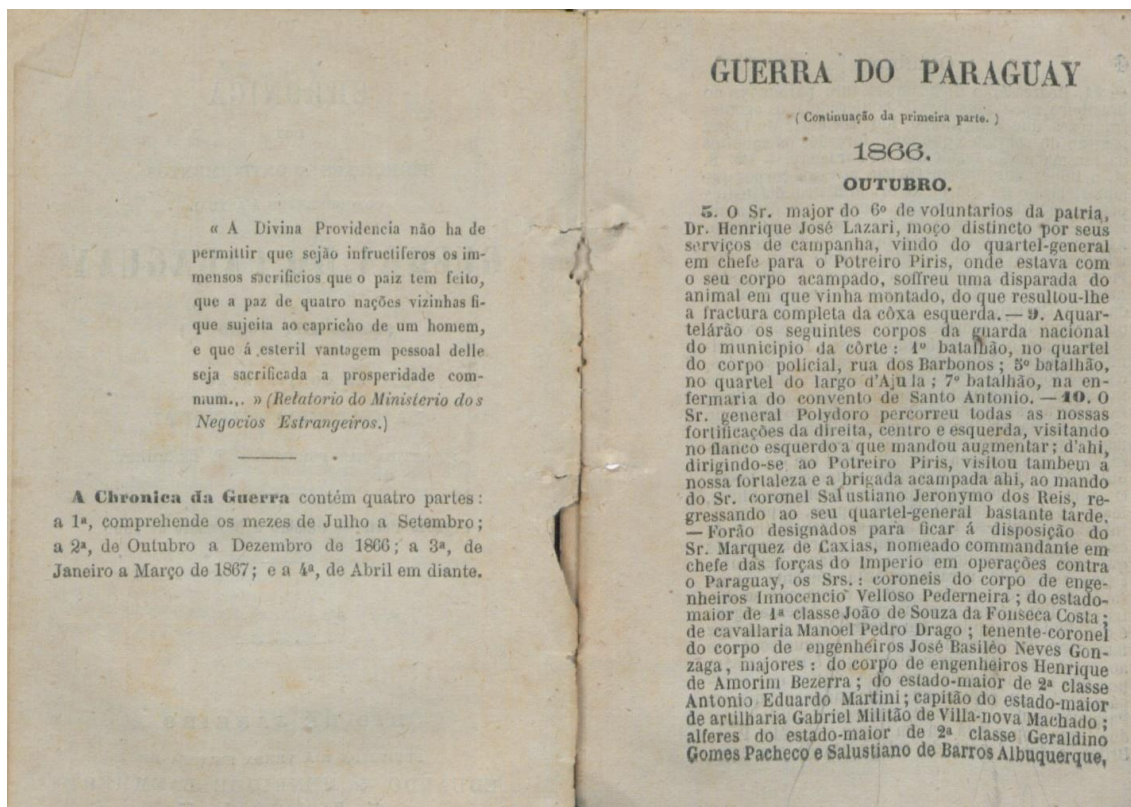 « A Divina Providencia não ha de
permittir que sejão infructiferos os im-
mensos sacrificios que o paiz tem feito,
que a paz de quatro nações vizinhas fi-
que sujeita ao capricho de um homem,
e que á esteril vantagem pessoal delle
seja sacrificada a prosperidade com-
mum... » (Relatorio do Ministerio dos
Negocios Estrangeiros.)
A Chronica da Guerra contém quatro partes :
a 1ª, comprehende os mezes de Julho a Setembro ;
a 2ª, de Outubro a Dezembro de 1866 ; a 3ª, de
Janeiro a Março de 1867 ; e a 4ª, de Abril em diante.
GUERRA DO PARAGUAY
( Continuação da primeira parte. )
1866.
OUTUBRO.
5. O Sr. major do 6º de voluntarios da patria,
Dr. Henrique José Lazari, moço distincto por seus
serviços de campanha, vindo do quartel-general
em chefe para o Potreiro Piris, onde estava com
o seu corpo acampado, soffreu uma disparada do
animal em que vinha montado, do que resultou-lhe
a fractura completa da côxa esquerda. — 9. Aquar-
telárão os seguintes corpos da guarda nacional
do municipio da côrte : 1º batalhão, no quartel
do corpo policial, rua dos Barbonos ; 5º batalhão,
no quartel do largo d'Ajula ; 7º batalhão, na en-
fermaria do convento de Santo Antonio. — 10. O
Sr. general Polydoro percorreu todas as nossas
fortificações da direita, centro e esquerda, visitando
no flanco esquerdo a que mandou augmentar ; d'ahi,
dirigindo-se ao Potreiro Piris, visitou tambem a
nossa fortaleza e a brigada acampada ahi, ao mando
do Sr. coronel Salustiano Jeronymo dos Reis, re-
gressando ao seu quartel-general bastante tarde.
— Forão designados para ficar á disposição do
Sr. Marquez de Caxias, nomeado commandante em
chefe das forças do Imperio em operações contra
o Paraguay, os Srs. : coroneis do corpo de enge-
nheiros Innocencio Velloso Pederneira ; do estado-
maior de 1ª classe João de Souza da Fonseca Costa ;
de cavallaria Manoel Pedro Drago ; tenente-coronel
do corpo de engenheiros José Basiléo Neves Gon-
zaga, majores : do corpo de engenheiros Henrique
de Amorim Bezerra ; do estado-maior de 2ª classe
Antonio Eduardo Martini ; capitão do estado-maior
de artilharia Gabriel Militão de Villa-nova Machado ;
alferes do estado-maior de 2ª classe Geraldino
Gomes Pacheco e Salustiano de Barros Albuquerque,